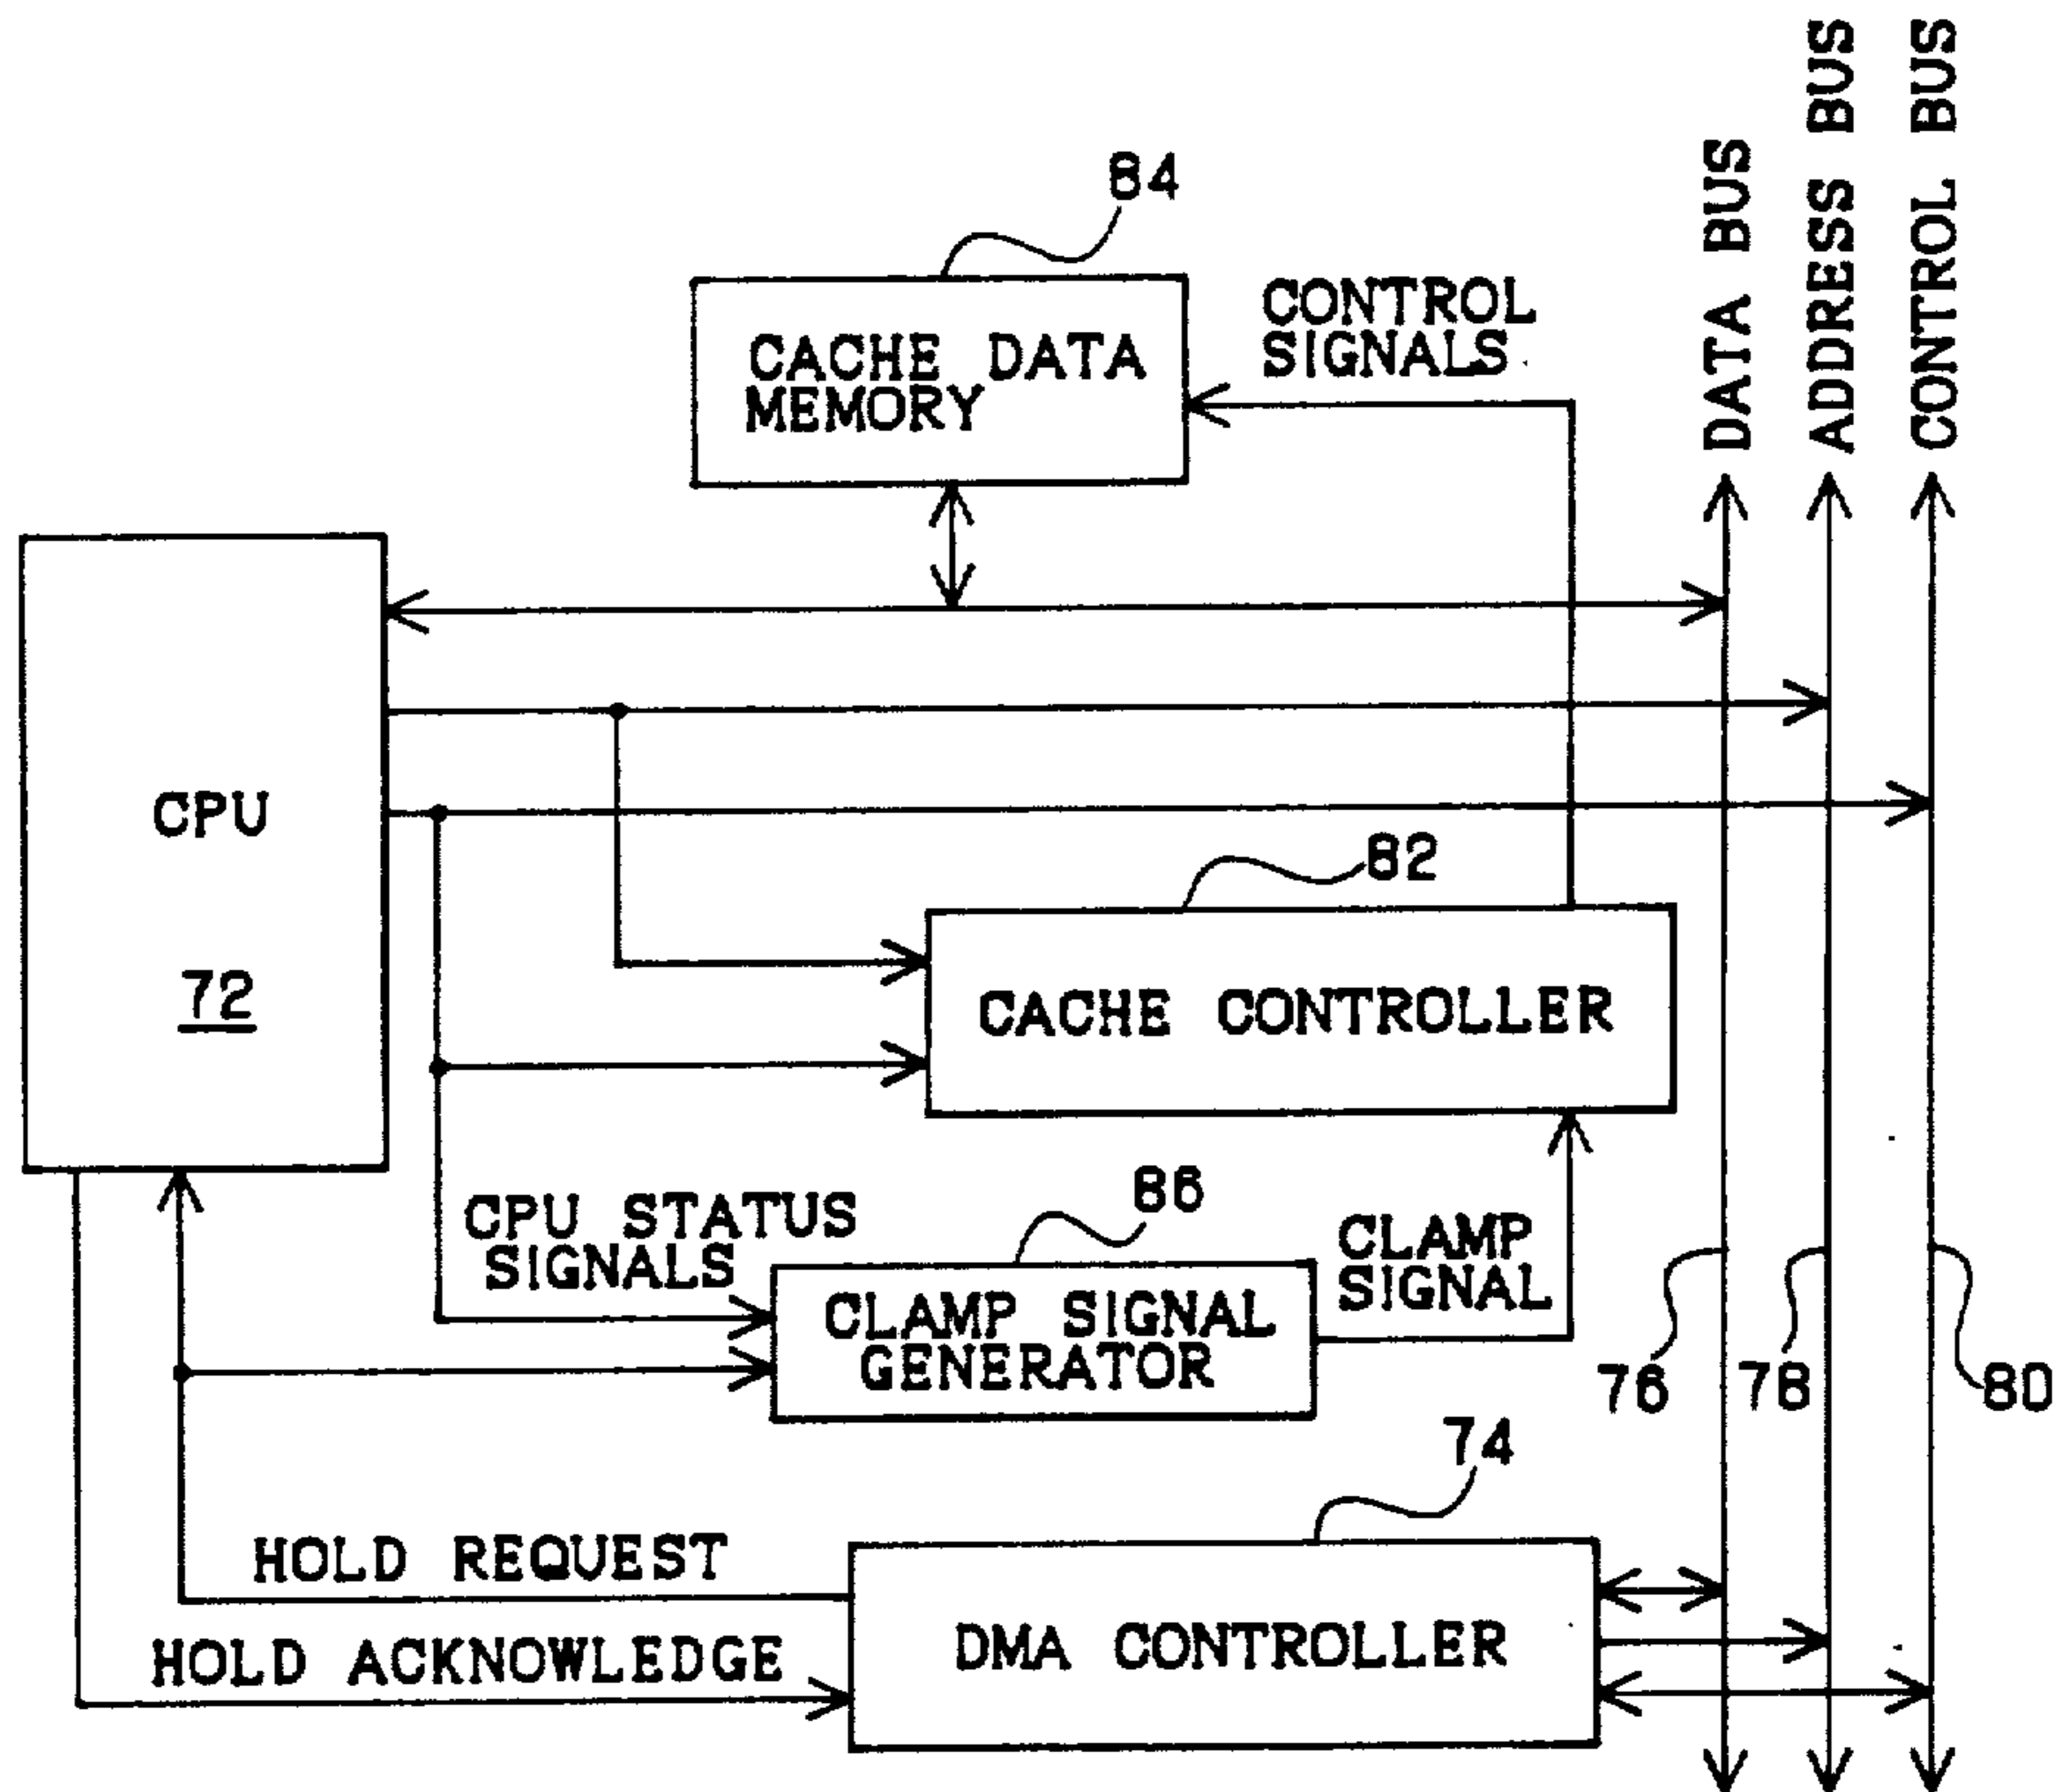 DATA BUS
ADDRESS BUS
CONTROL BUS
84
CACHE DATA
MEMORY
CONTROL
SIGNALS
CPU
72
82
CACHE CONTROLLER
CPU STATUS
SIGNALS
86
CLAMP SIGNAL
GENERATOR
CLAMP
SIGNAL
76
78
80
74
HOLD REQUEST
HOLD ACKNOWLEDGE
DMA CONTROLLER